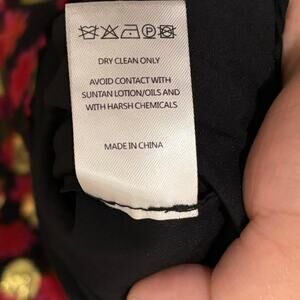 DRY CLEAN ONLY
AVOID CONTACT WITH
SUNTAN LOTION/OILS AND
WITH HARSH CHEMICALS
MADE IN CHINA